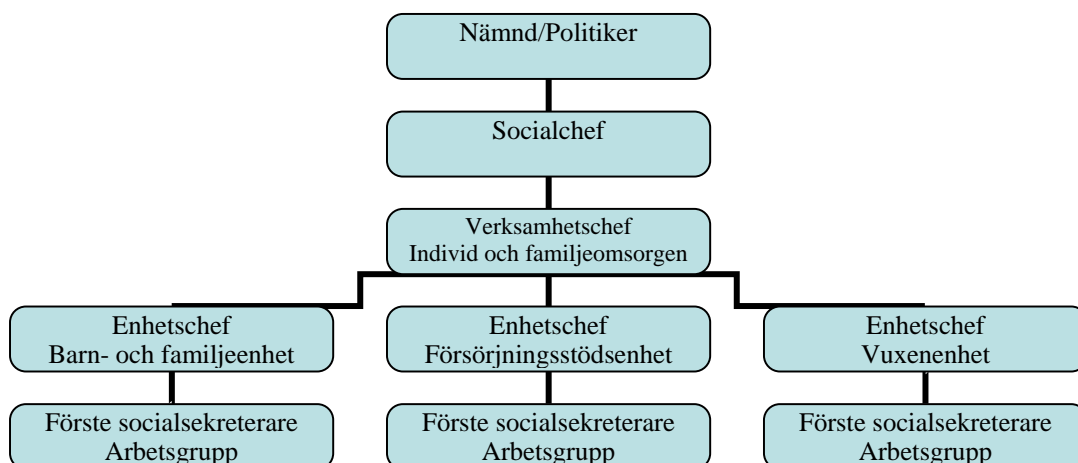 Nämnd/Politiker
Socialchef
Verksamhetschef
Individ och familjeomsorgen
Enhetschef
Barn- och familjeenhet
Enhetschef
Försörjningsstödsenhet
Enhetschef
Vuxenenhet
Förste socialsekreterare
Arbetsgrupp
Förste socialsekreterare
Arbetsgrupp
Förste socialsekreterare
Arbetsgrupp